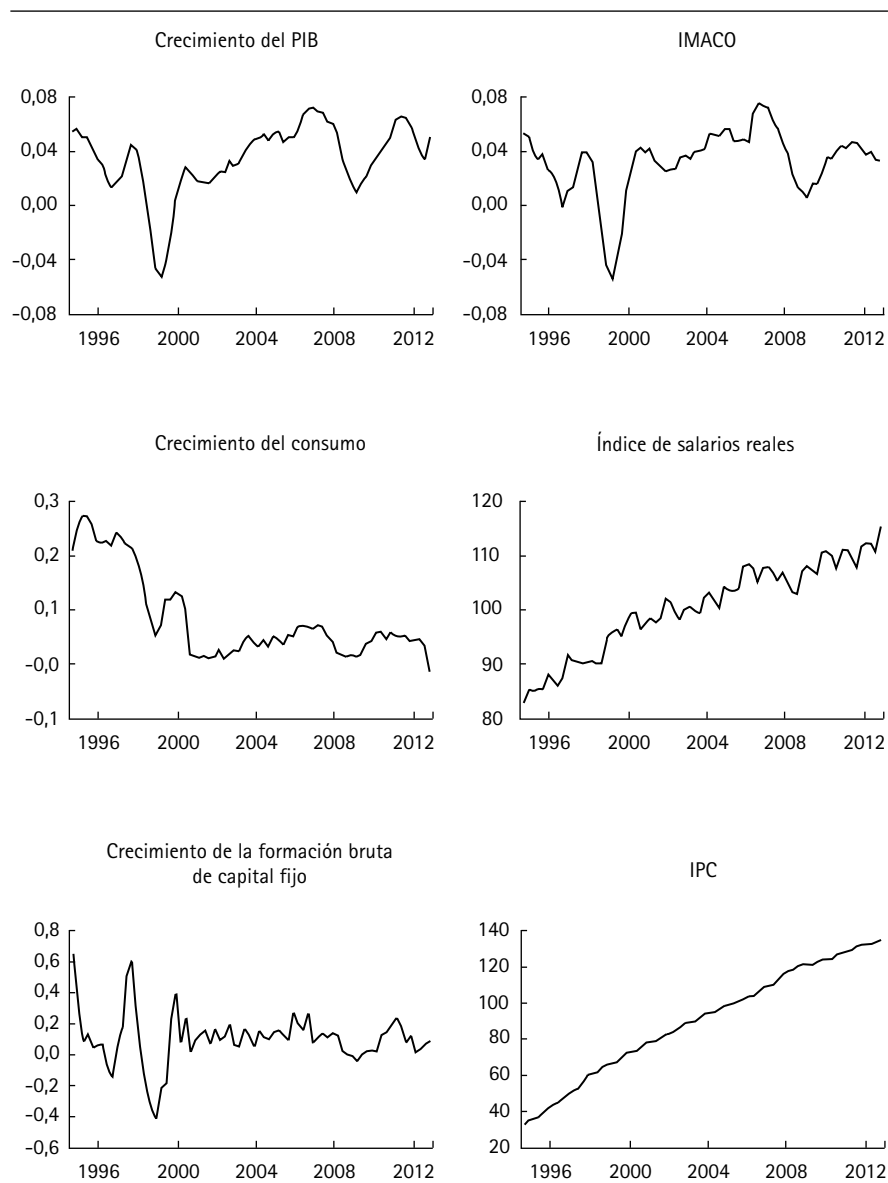 Crecimiento del PIB
0,08
0,04
0,00
-0,04
-0,08
1996 2000 2004 2008 2012
IMACO
0,08
0,04
0,00
-0,04
-0,08
1996 2000 2004 2008 2012
Crecimiento del consumo
0,3
0,2
0,1
-0,0
-0,1
1996 2000 2004 2008 2012
Índice de salarios reales
120
110
100
90
80
1996 2000 2004 2008 2012
Crecimiento de la formación bruta
de capital fijo
0,8
0,6
0,4
0,2
0,0
-0,2
-0,4
-0,6
1996 2000 2004 2008 2012
IPC
140
120
100
80
60
40
20
1996 2000 2004 2008 2012